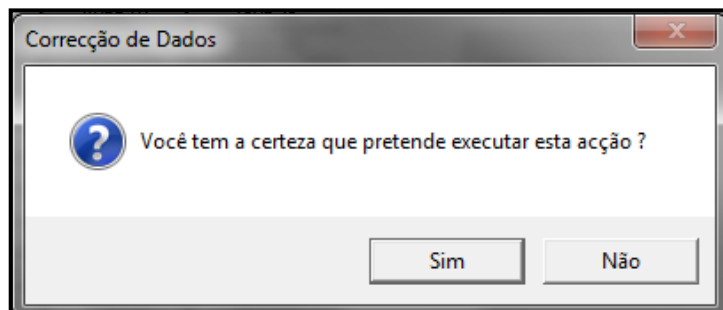 Correcção de Dados
Você tem a certeza que pretende executar esta acção ?
Sim
Não